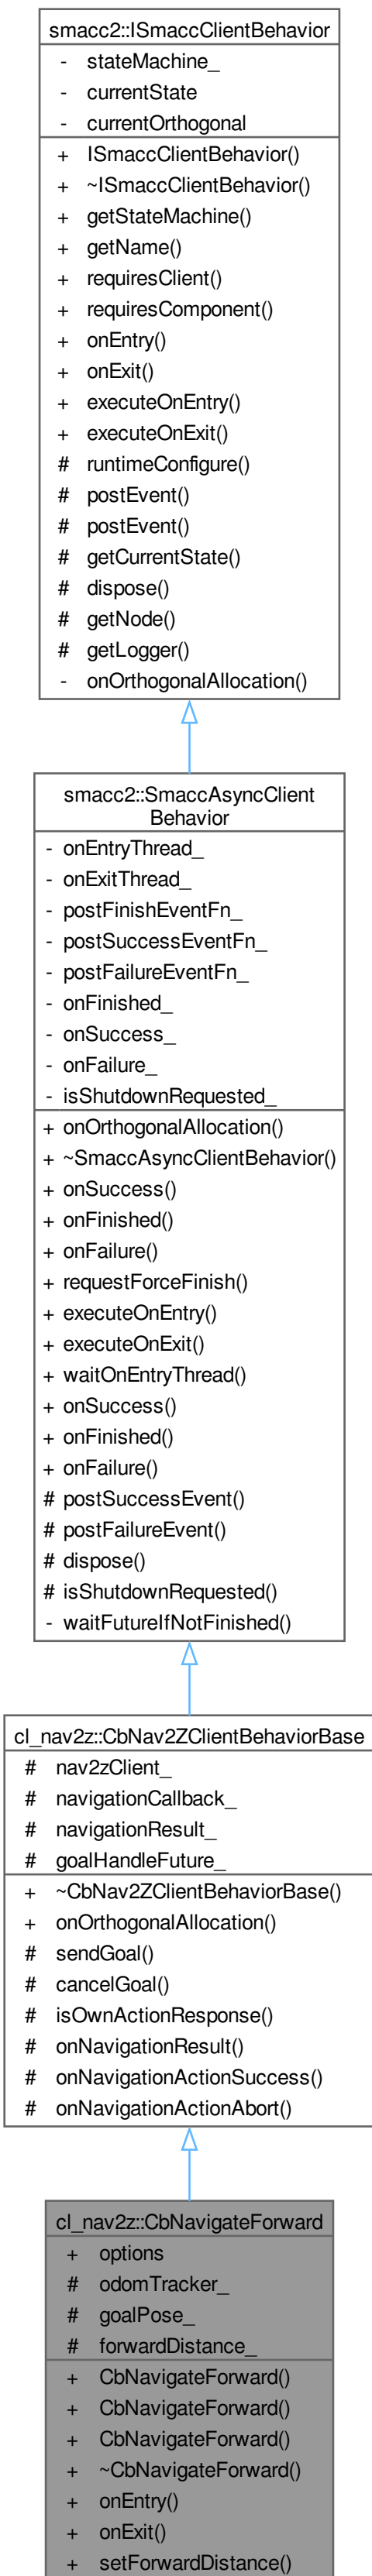 smacc2::ISmaccClientBehavior
- stateMachine_
- currentState
- currentOrthogonal
+ ISmaccClientBehavior()
+ ~ISmaccClientBehavior()
+ getStateMachine()
+ getName()
+ requiresClient()
+ requiresComponent()
+ onEntry()
+ onExit()
+ executeOnEntry()
+ executeOnExit()
# runtimeConfigure()
# postEvent()
# postEvent()
# getCurrentState()
# dispose()
# getNode()
# getLogger()
- onOrthogonalAllocation()
smacc2::SmaccAsyncClient
Behavior
- onEntryThread_
- onExitThread_
- postFinishEventFn_
- postSuccessEventFn_
- postFailureEventFn_
- onFinished_
- onSuccess_
- onFailure_
- isShutdownRequested_
+ onOrthogonalAllocation()
+ ~SmaccAsyncClientBehavior()
+ onSuccess()
+ onFinished()
+ onFailure()
+ requestForceFinish()
+ executeOnEntry()
+ executeOnExit()
+ waitOnEntryThread()
+ onSuccess()
+ onFinished()
+ onFailure()
# postSuccessEvent()
# postFailureEvent()
# dispose()
# isShutdownRequested()
- waitFutureIfNotFinished()
cl_nav2z::CbNav2ZClientBehaviorBase
# nav2zClient_
# navigationCallback_
# navigationResult_
# goalHandleFuture_
+ ~CbNav2ZClientBehaviorBase()
+ onOrthogonalAllocation()
# sendGoal()
# cancelGoal()
# isOwnActionResponse()
# onNavigationResult()
# onNavigationActionSuccess()
# onNavigationActionAbort()
cl_nav2z::CbNavigateForward
+ options
# odomTracker_
# goalPose_
# forwardDistance_
+ CbNavigateForward()
+ CbNavigateForward()
+ CbNavigateForward()
+ ~CbNavigateForward()
+ onEntry()
+ onExit()
+ setForwardDistance()